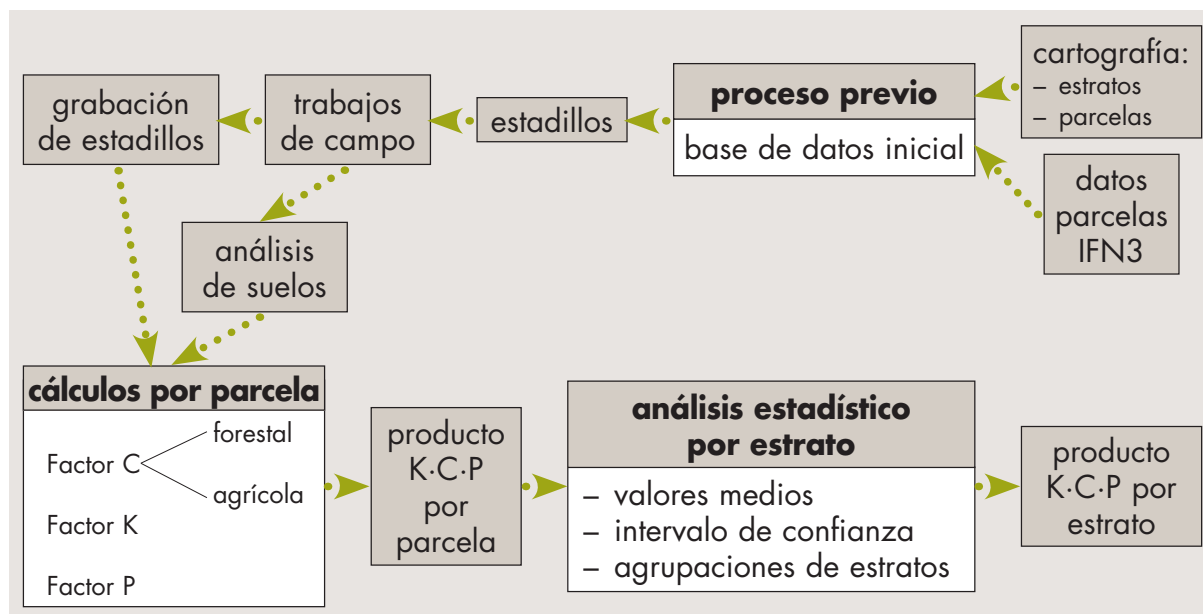 cartografía:
– estratos
– parcelas
datos
parcelas
IFN3
proceso previo
base de datos inicial
estadillos
trabajos
de campo
grabación
de estadillos
análisis
de suelos
cálculos por parcela
Factor C
forestal
agrícola
Factor K
Factor P
producto
K·C·P
por
parcela
análisis estadístico
por estrato
– valores medios
– intervalo de confianza
– agrupaciones de estratos
producto
K·C·P por
estrato